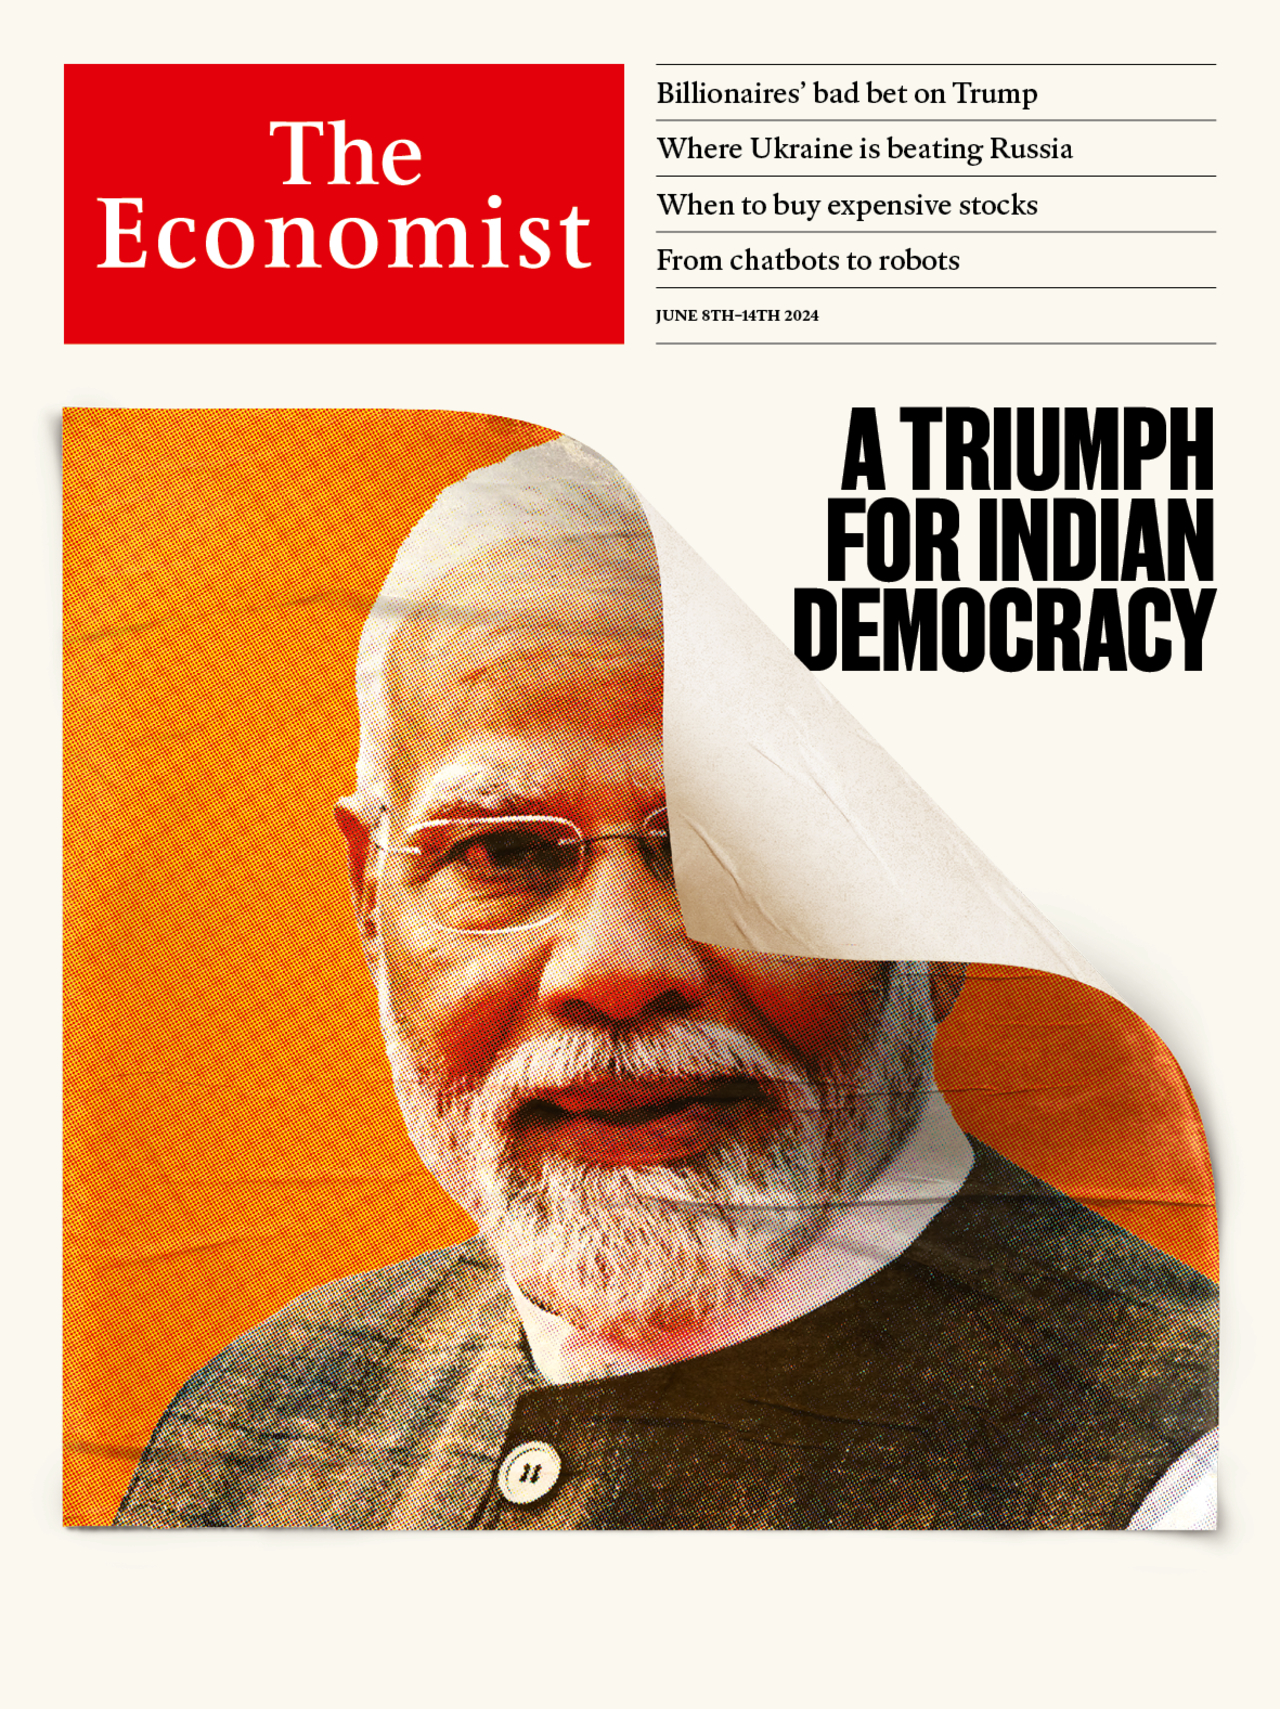 The
Economist
Billionaires’ bad bet on Trump
Where Ukraine is beating Russia
When to buy expensive stocks
From chatbots to robots
JUNE 8TH–14TH 2024
A TRIUMPH
FOR INDIAN
DEMOCRACY